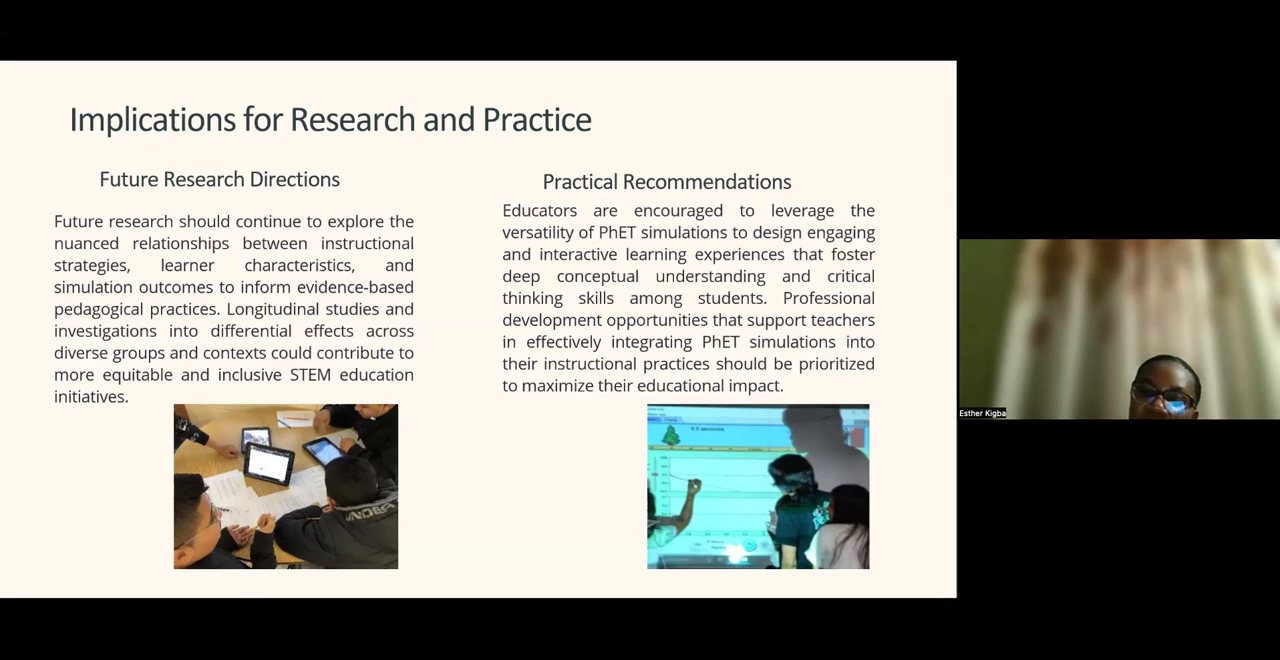 Implications for Research and Practice
Future Research Directions
Future research should continue to explore the
nuanced relationships between instructional
strategies, learner characteristics, and
simulation outcomes to inform evidence-based
pedagogical practices. Longitudinal studies and
investigations into differential effects across
diverse groups and contexts could contribute to
more equitable and inclusive STEM education
initiatives.
Practical Recommendations
Educators are encouraged to leverage the
versatility of PhET simulations to design engaging
and interactive learning experiences that foster
deep conceptual understanding and critical
thinking skills among students. Professional
development opportunities that support teachers
in effectively integrating PhET simulations into
their instructional practices should be prioritized
to maximize their educational impact.
Esther Kigba